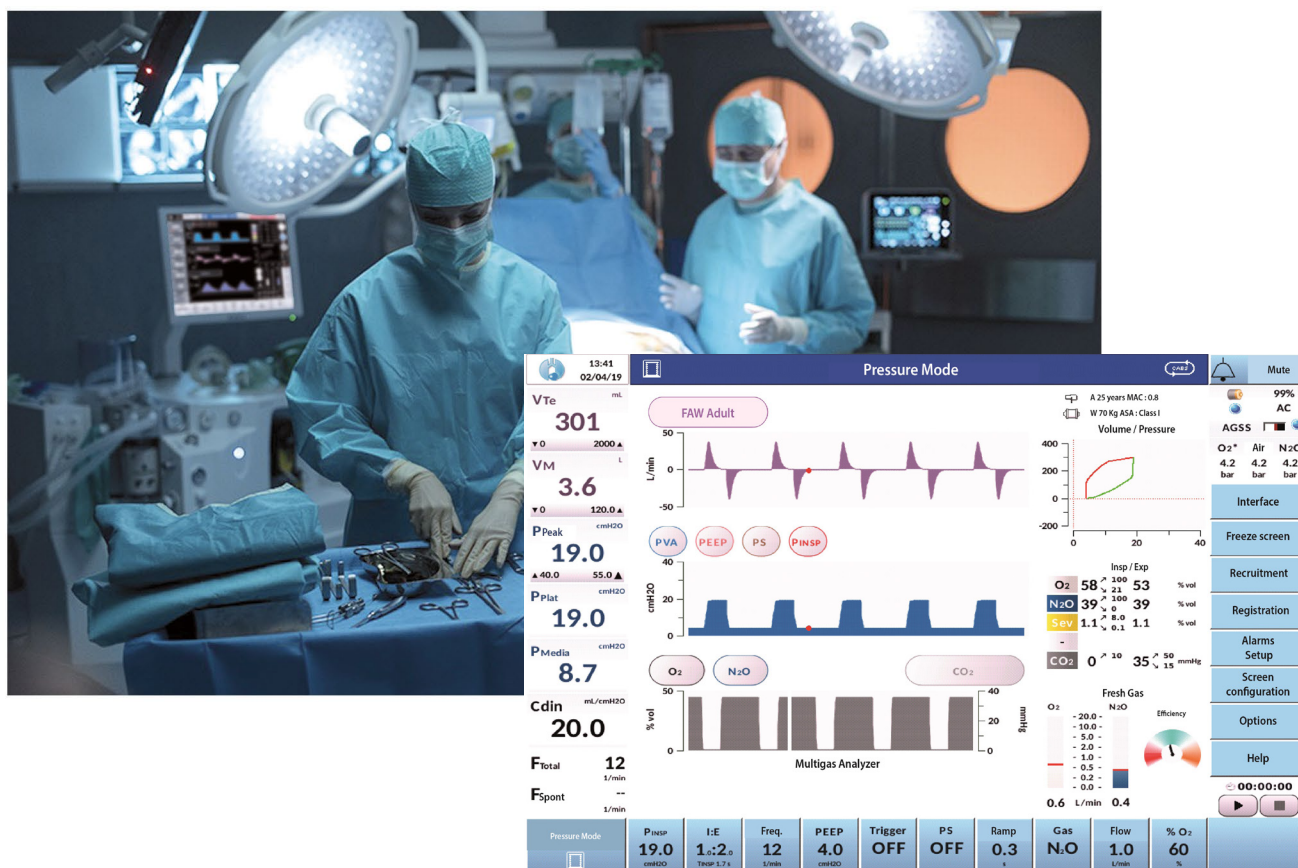 13:41
02/04/19
Pressure Mode
CABS
Mute
VTe mL
301
▼0 2000▲
VM L
3.6
▼0 120.0▲
PPeak cmH2O
19.0
▲40.0 55.0▲
PPlat cmH2O
19.0
PMedia cmH2O
8.7
Cdin mL/cmH2O
20.0
FTotal 12
1/min
FSpont --
1/min
FAW Adult
50
0
-50
L/min
PVA PEEP PS PINSP
40
20
0
cmH2O
O2 N2O CO2
50
0
% vol
40
20
0
mmHg
Multigas Analyzer
A 25 years MAC : 0.8
W 70 Kg ASA : Class I
Volume / Pressure
400
200
0
-200
0 20 40
Insp / Exp
O2 58 ↗ 100 ↘ 21 53 % vol
N2O 39 ↗ 100 ↘ 0 39 % vol
Sev 1.1 ↗ 8.0 ↘ 0.1 1.1 % vol
-
CO2 0 ↗ 10 35 ↗ 50 ↘ 15 mmHg
Fresh Gas
O2 N2O Efficiency
- 20.0 -
- 10.0 -
- 5.0 -
- 2.0 -
- 1.0 -
- 0.5 -
- 0.2 -
- 0.0 -
0.6 L/min 0.4
99%
AC
AGSS
O2* Air N2O
4.2 4.2 4.2
bar bar bar
Interface
Freeze screen
Recruitment
Registration
Alarms
Setup
Screen
configuration
Options
Help
00:00:00
Pressure Mode
PINSP
19.0
cmH2O
I:E
1.0:2.0
TINSP 1.7 s
Freq.
12
1/min
PEEP
4.0
cmH2O
Trigger
OFF
PS
OFF
Ramp
0.3
s
Gas
N2O
Flow
1.0
L/min
% O2
60
%